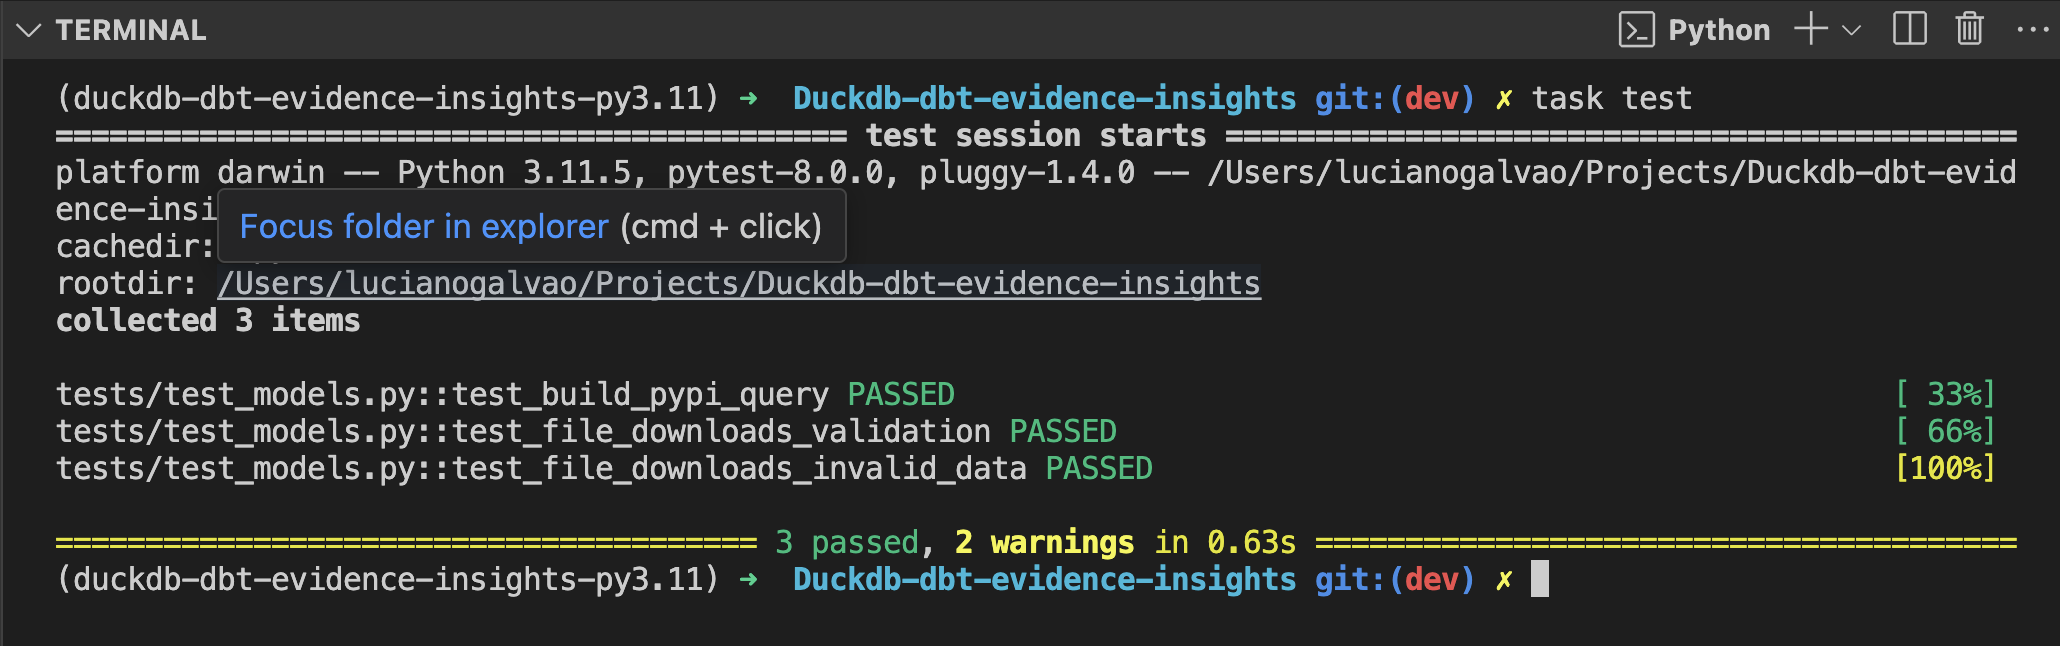 TERMINAL
Python
(duckdb-dbt-evidence-insights-py3.11) → Duckdb-dbt-evidence-insights git:(dev) ✗ task test
============================================ test session starts ============================================
platform darwin -- Python 3.11.5, pytest-8.0.0, pluggy-1.4.0 -- /Users/lucianogalvao/Projects/Duckdb-dbt-evid
ence-insi
Focus folder in explorer (cmd + click)
cachedir:
rootdir: /Users/lucianogalvao/Projects/Duckdb-dbt-evidence-insights
collected 3 items
tests/test_models.py::test_build_pypi_query PASSED [ 33%]
tests/test_models.py::test_file_downloads_validation PASSED [ 66%]
tests/test_models.py::test_file_downloads_invalid_data PASSED [100%]
======================================= 3 passed, 2 warnings in 0.63s =======================================
(duckdb-dbt-evidence-insights-py3.11) → Duckdb-dbt-evidence-insights git:(dev) ✗